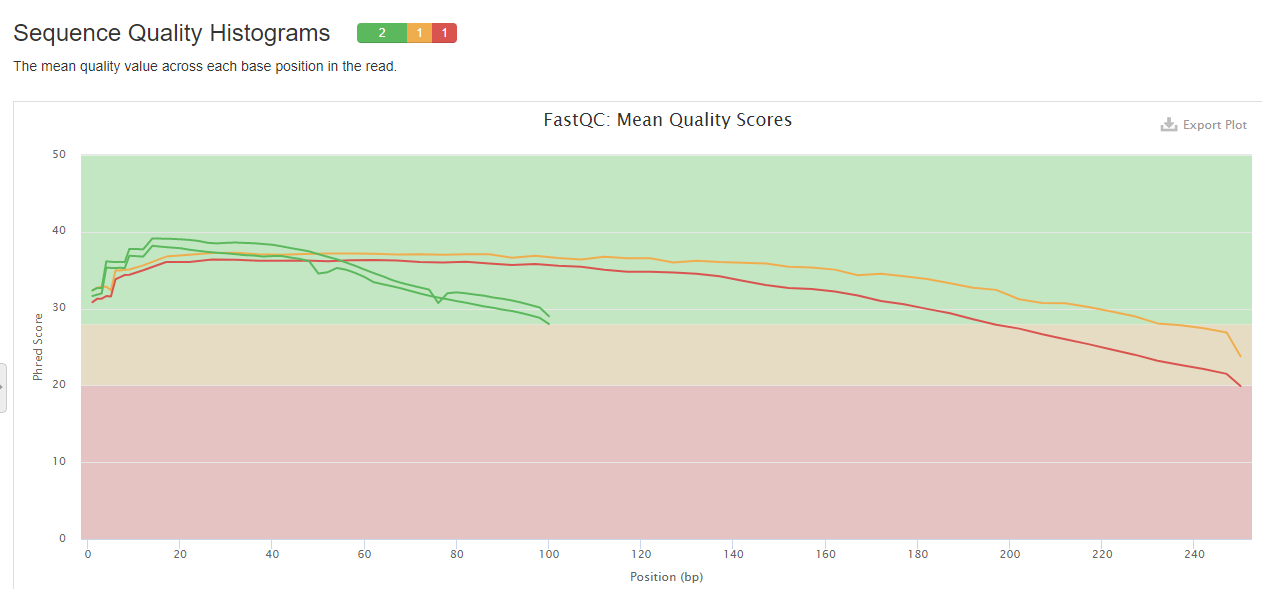 Sequence Quality Histograms 2 1 1
The mean quality value across each base position in the read.
FastQC: Mean Quality Scores
Export Plot
Phred Score
50
40
30
20
10
0
0 20 40 60 80 100 120 140 160 180 200 220 240
Position (bp)